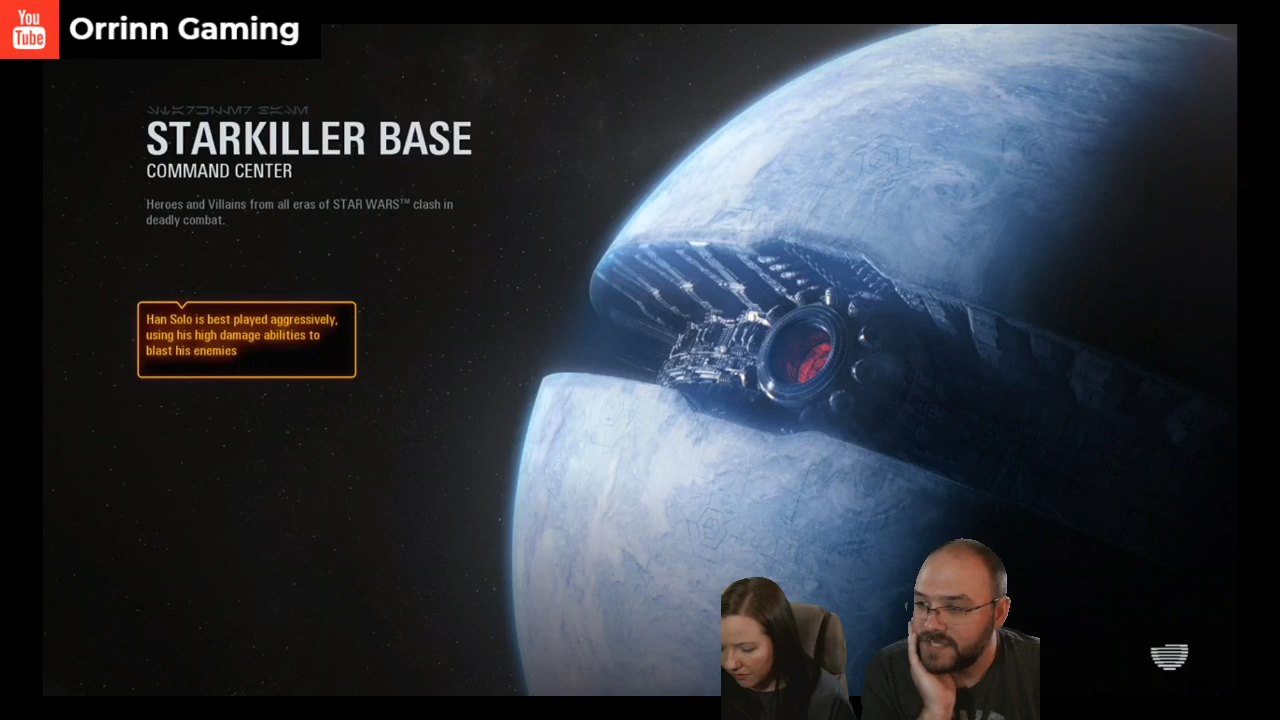 You
Tube
Orrinn Gaming
STARKILLER BASE
COMMAND CENTER
Heroes and Villains from all eras of STAR WARS™ clash in
deadly combat.
Han Solo is best played aggressively,
using his high damage abilities to
blast his enemies